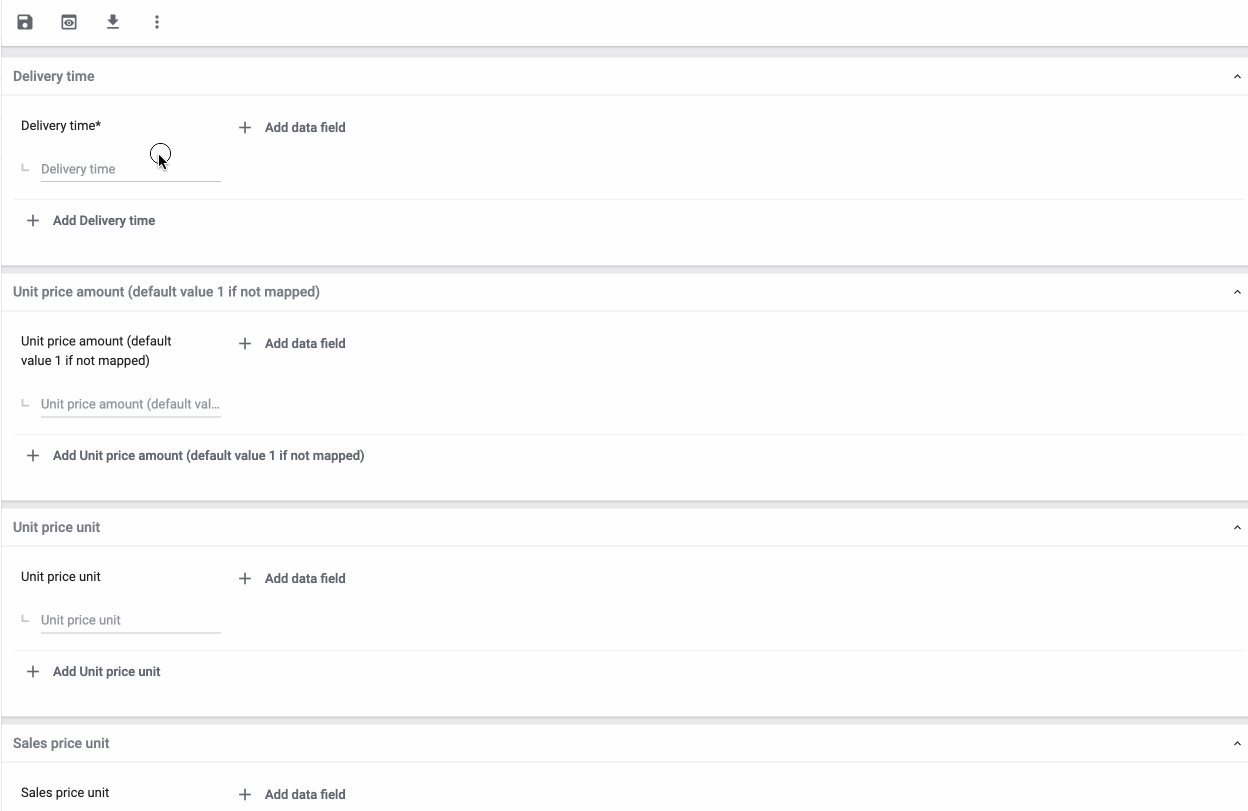 Delivery time
Delivery time*
Add data field
Delivery time
Add Delivery time
Unit price amount (default value 1 if not mapped)
Unit price amount (default
value 1 if not mapped)
Add data field
Unit price amount (default val...
Add Unit price amount (default value 1 if not mapped)
Unit price unit
Unit price unit
Add data field
Unit price unit
Add Unit price unit
Sales price unit
Sales price unit
Add data field